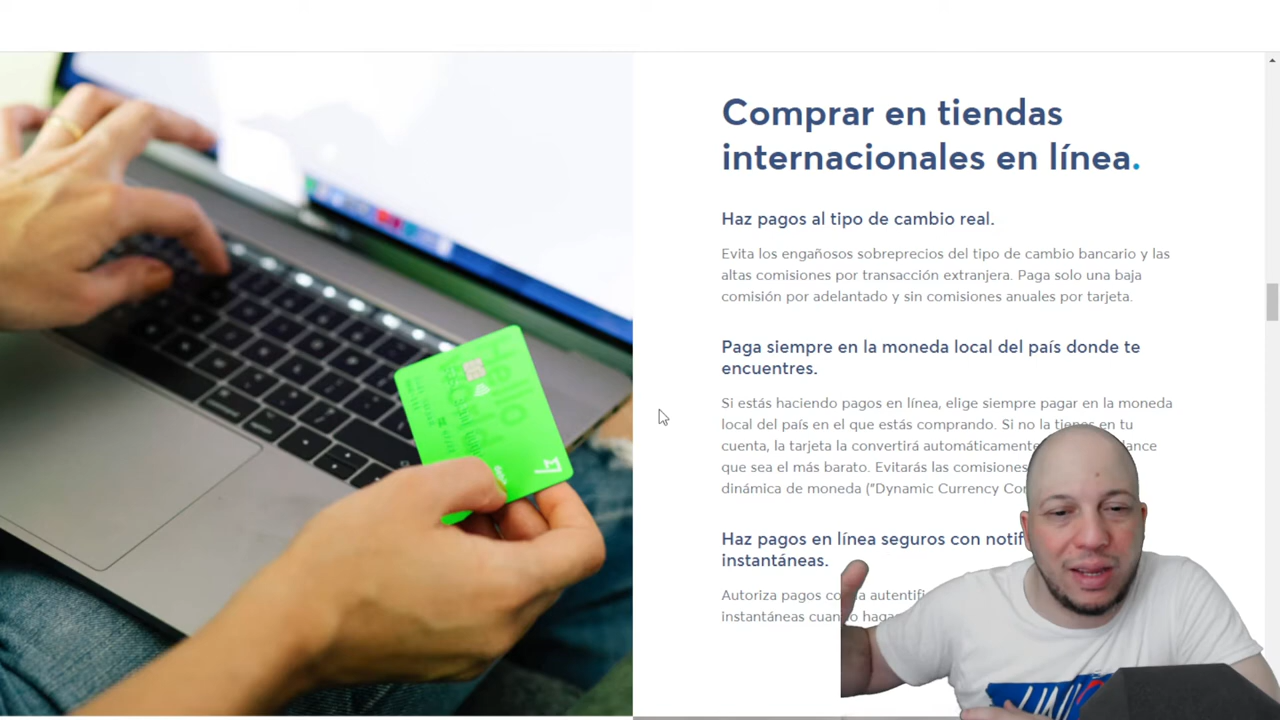 Comprar en tiendas
internacionales en línea.
Haz pagos al tipo de cambio real.
Evita los engañosos sobreprecios del tipo de cambio bancario y las
altas comisiones por transacción extranjera. Paga solo una baja
comisión por adelantado y sin comisiones anuales por tarjeta.
Paga siempre en la moneda local del país donde te
encuentres.
Si estás haciendo pagos en línea, elige siempre pagar en la moneda
local del país en el que estás comprando. Si no la tienes en tu
cuenta, la tarjeta la convertirá automáticamente
que sea el más barato. Evitarás las comisiones
dinámica de moneda ("Dynamic Currency
Haz pagos en línea seguros con
instantáneas.
Autoriza pagos
instantáneas
Hello